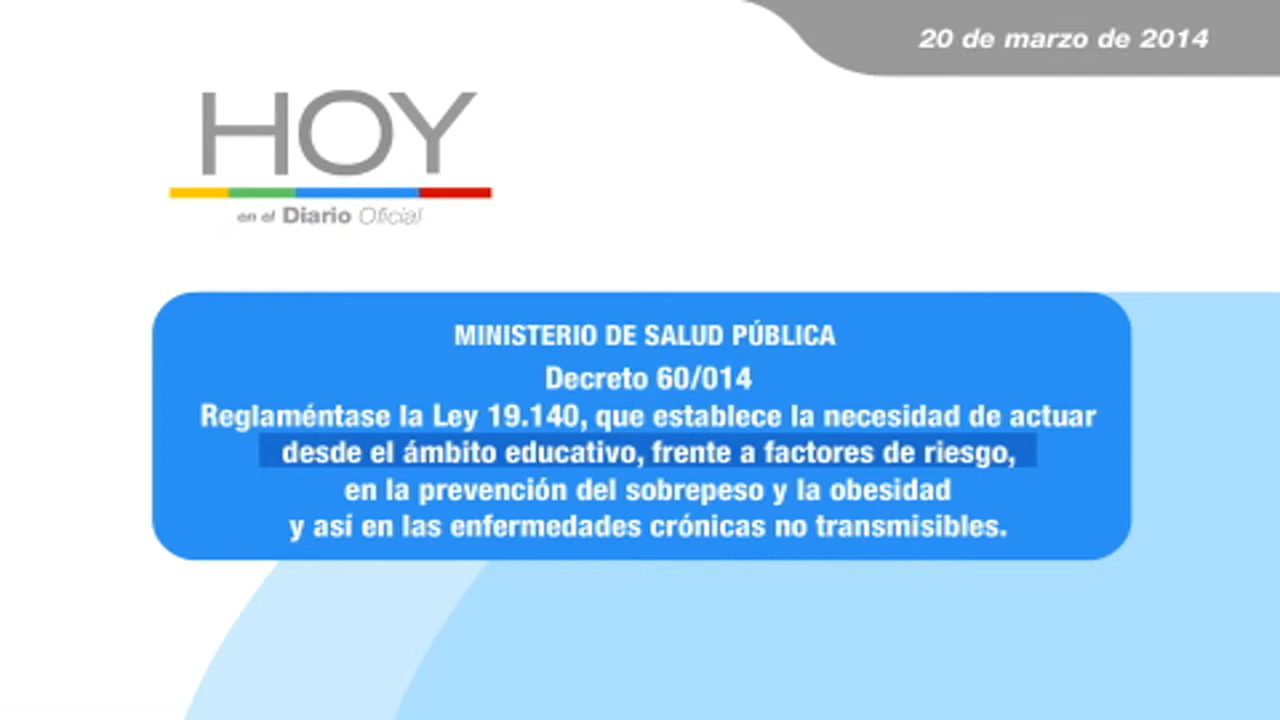 20 de marzo de 2014
HOY
en el Diario Oficial
MINISTERIO DE SALUD PÚBLICA
Decreto 60/014
Reglaméntase la Ley 19.140, que establece la necesidad de actuar
desde el ámbito educativo, frente a factores de riesgo,
en la prevención del sobrepeso y la obesidad
y así en las enfermedades crónicas no transmisibles.